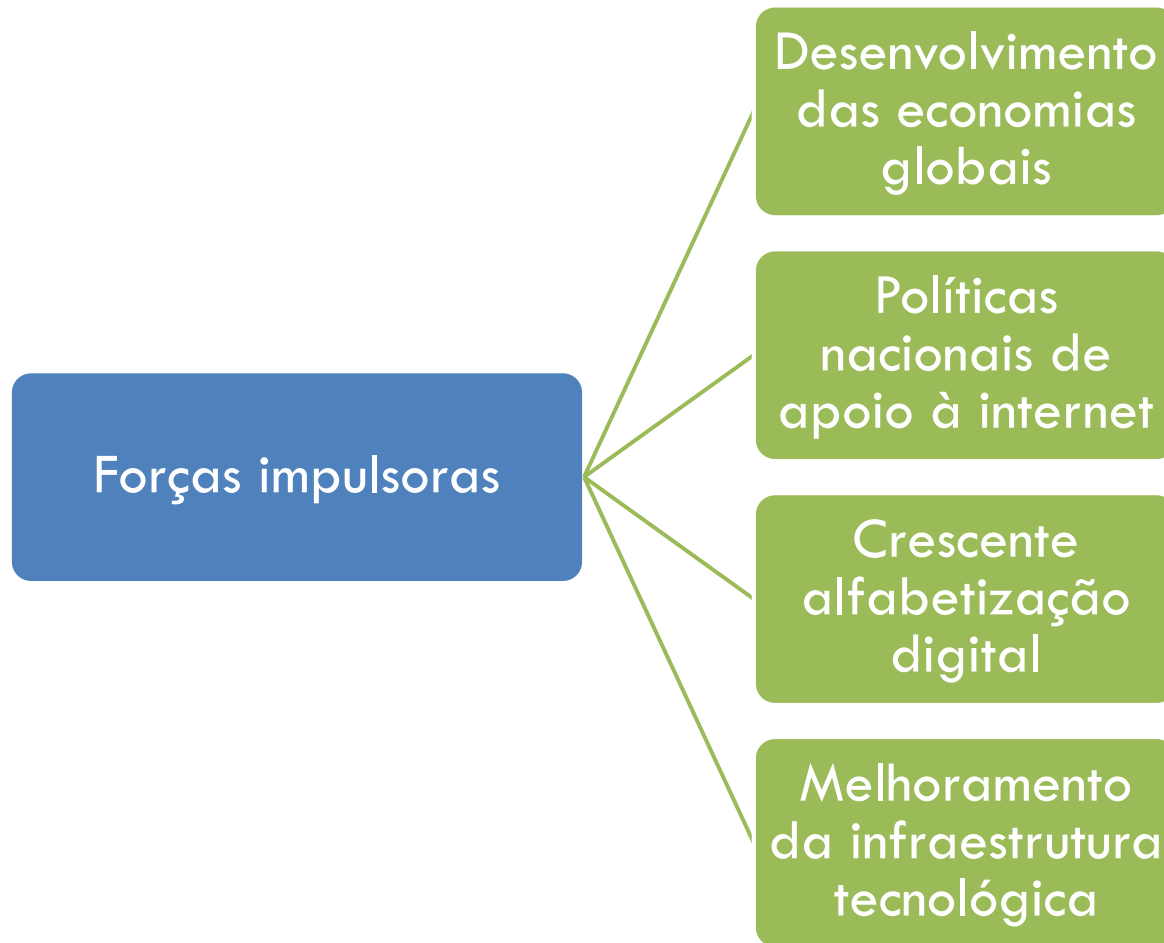 Forças impulsoras
Desenvolvimento
das economias
globais
Políticas
nacionais de
apoio à internet
Crescente
alfabetização
digital
Melhoramento
da infraestrutura
tecnológica